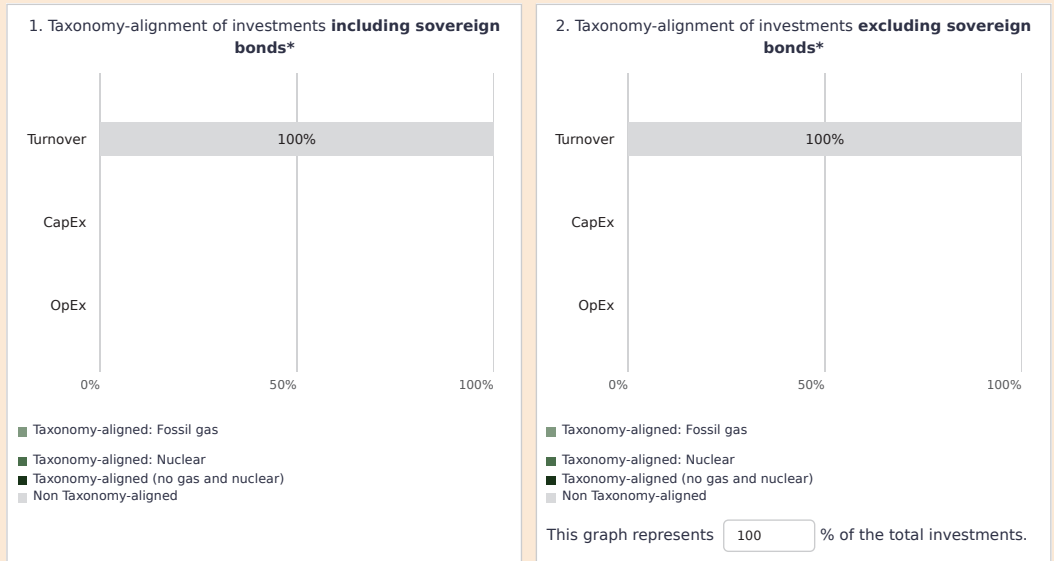 1. Taxonomy-alignment of investments including sovereign
bonds*
Turnover
100%
CapEx
OpEx
0%
50%
100%
Taxonomy-aligned: Fossil gas
Taxonomy-aligned: Nuclear
Taxonomy-aligned (no gas and nuclear)
Non Taxonomy-aligned
2. Taxonomy-alignment of investments excluding sovereign
bonds*
Turnover
100%
CapEx
OpEx
0%
50%
100%
Taxonomy-aligned: Fossil gas
Taxonomy-aligned: Nuclear
Taxonomy-aligned (no gas and nuclear)
Non Taxonomy-aligned
This graph represents 100 % of the total investments.